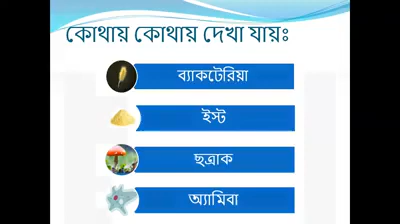 কোথায় কোথায় দেখা যায়ঃ
ব্যাকটেরিয়া
ইস্ট
ছত্রাক
অ্যামিবা